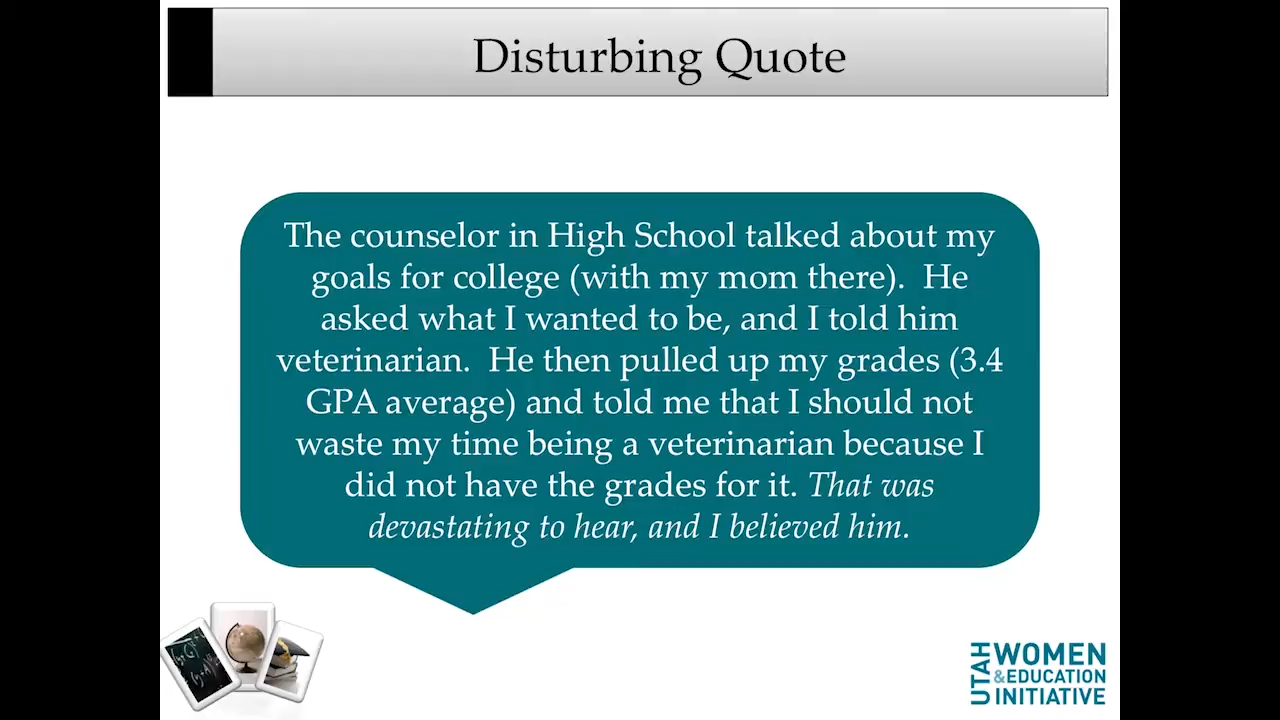 Disturbing Quote
The counselor in High School talked about my
goals for college (with my mom there).  He
asked what I wanted to be, and I told him
veterinarian.  He then pulled up my grades (3.4
GPA average) and told me that I should not
waste my time being a veterinarian because I
did not have the grades for it. That was
devastating to hear, and I believed him.
UTAH
WOMEN
&EDUCATION
INITIATIVE